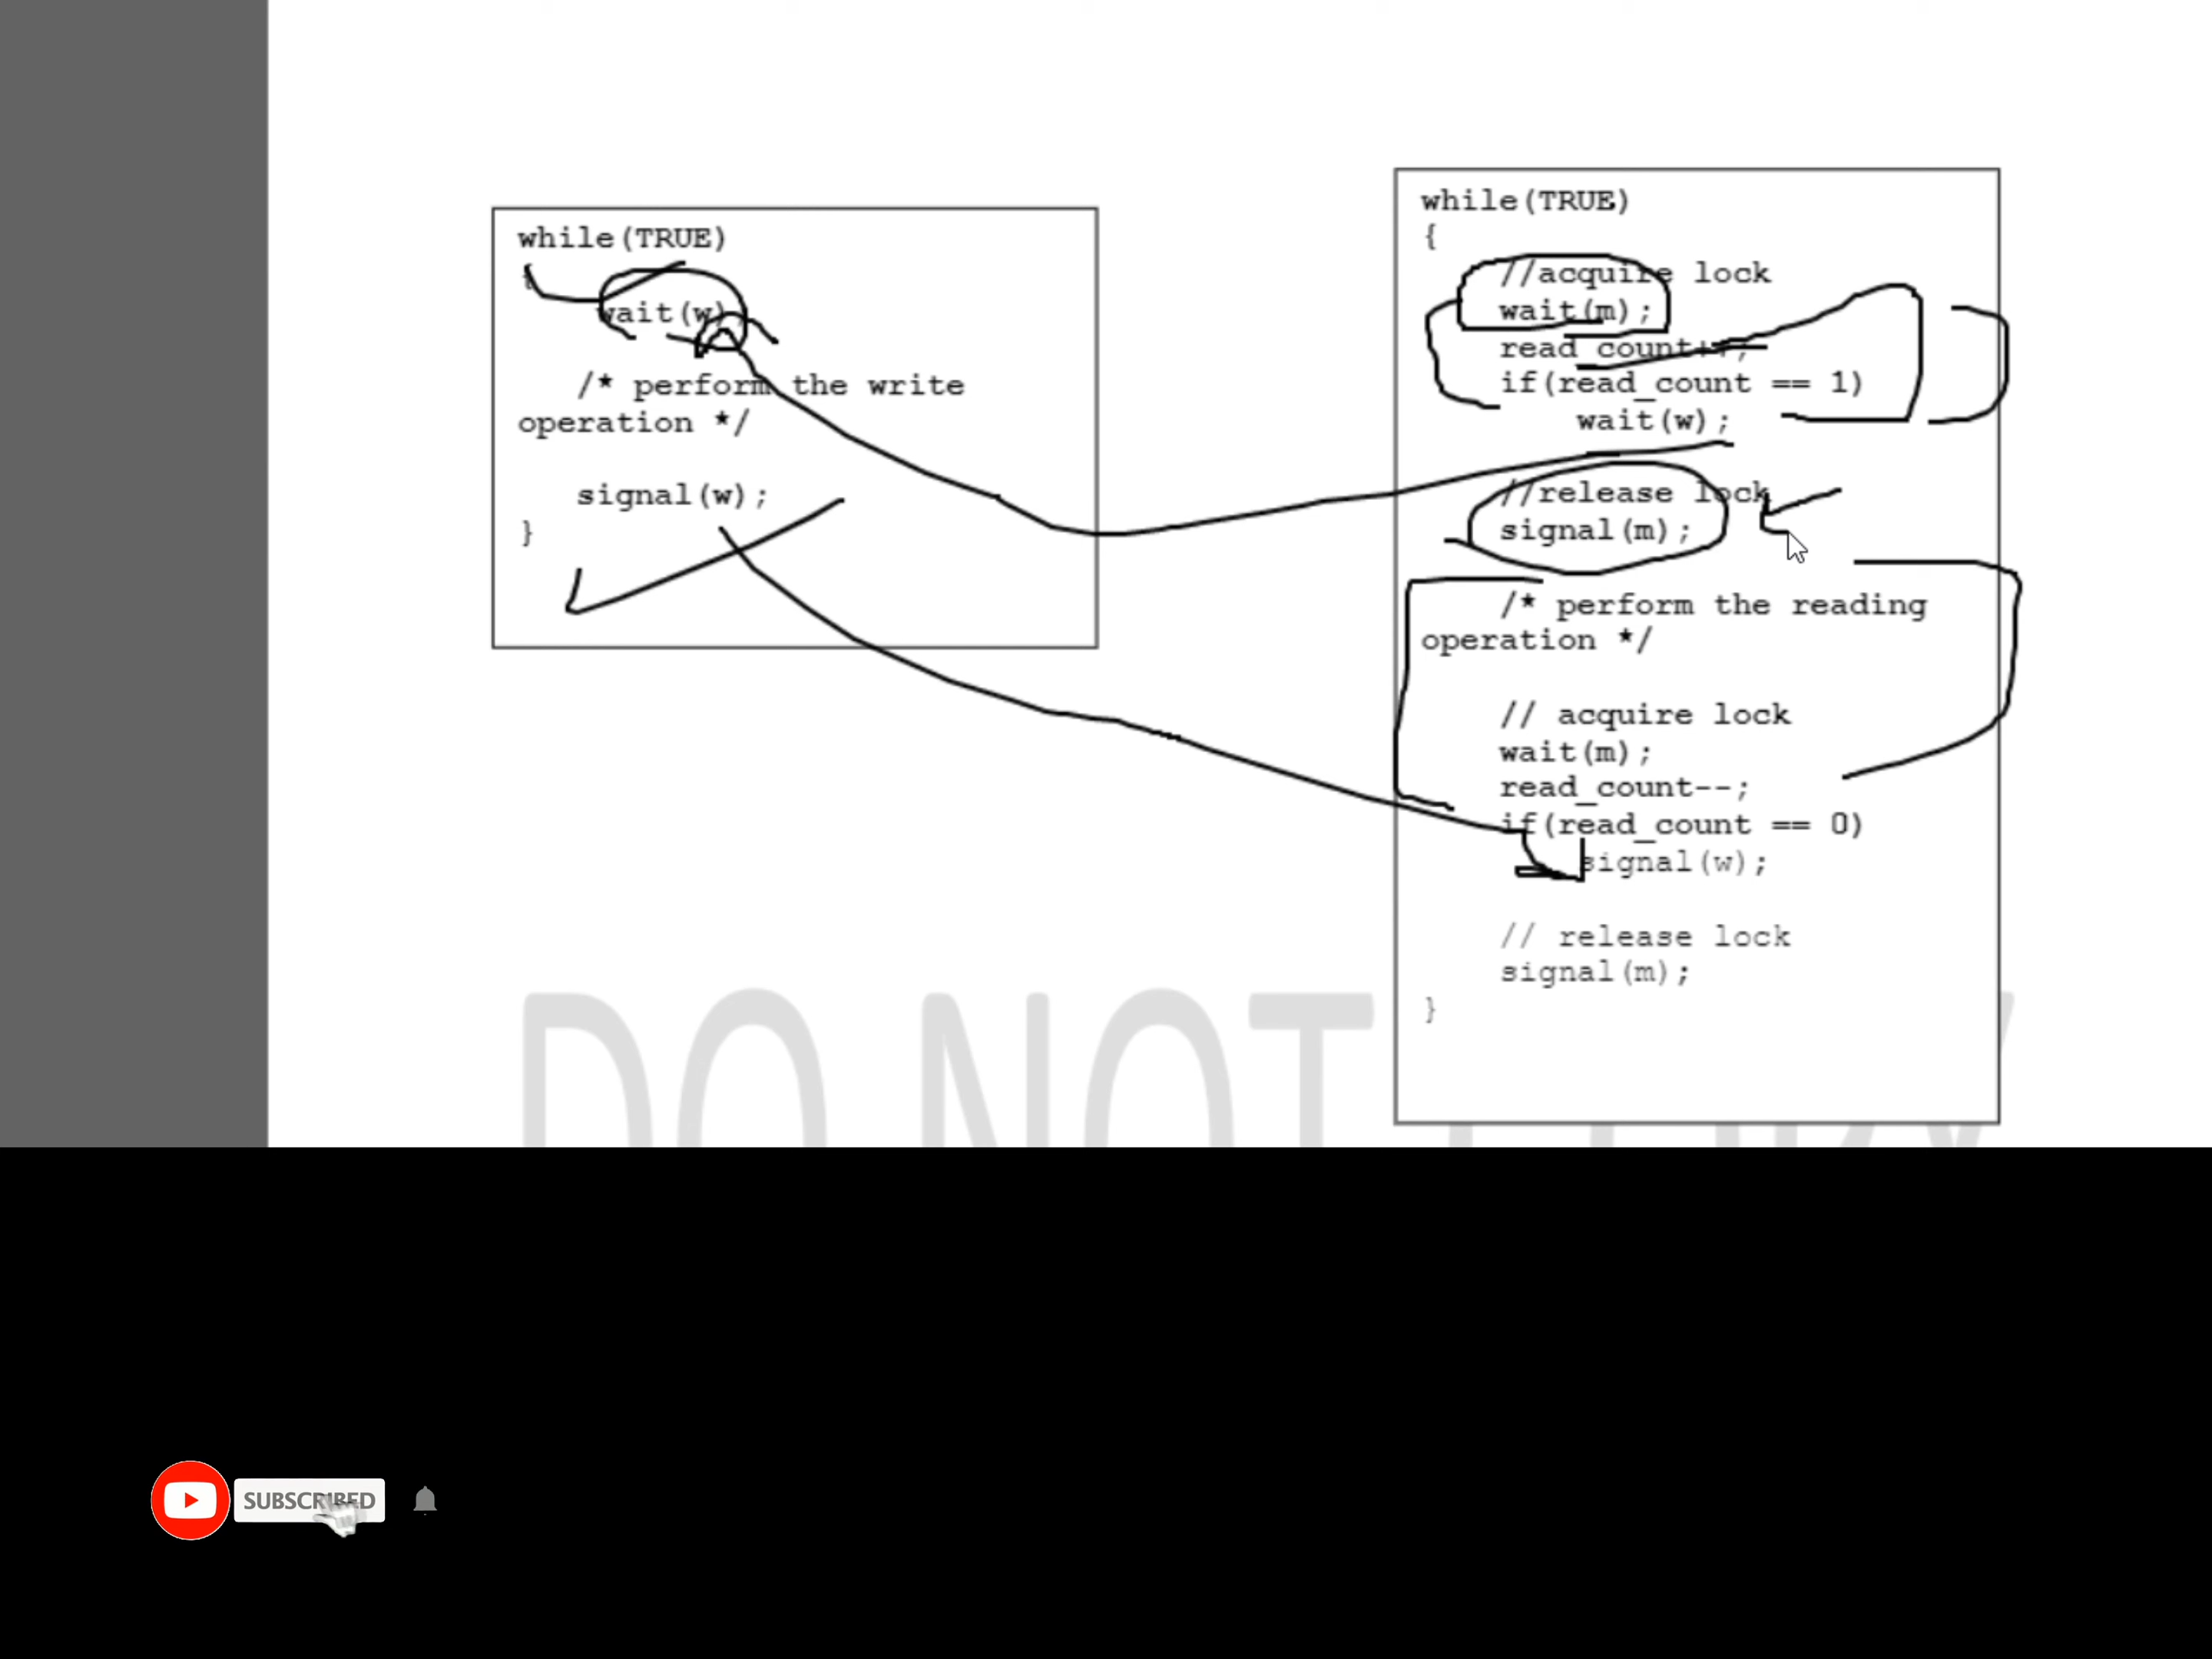 while(TRUE)
{
wait(w);
/* perform the write
operation */
signal(w);
}
while(TRUE)
{
//acquire lock
wait(m);
read_count++;
if(read_count == 1)
wait(w);
//release lock
signal(m);
/* perform the reading
operation */
// acquire lock
wait(m);
read_count--;
if(read_count == 0)
signal(w);
// release lock
signal(m);
}
DO NOT
SUBSCRIBED